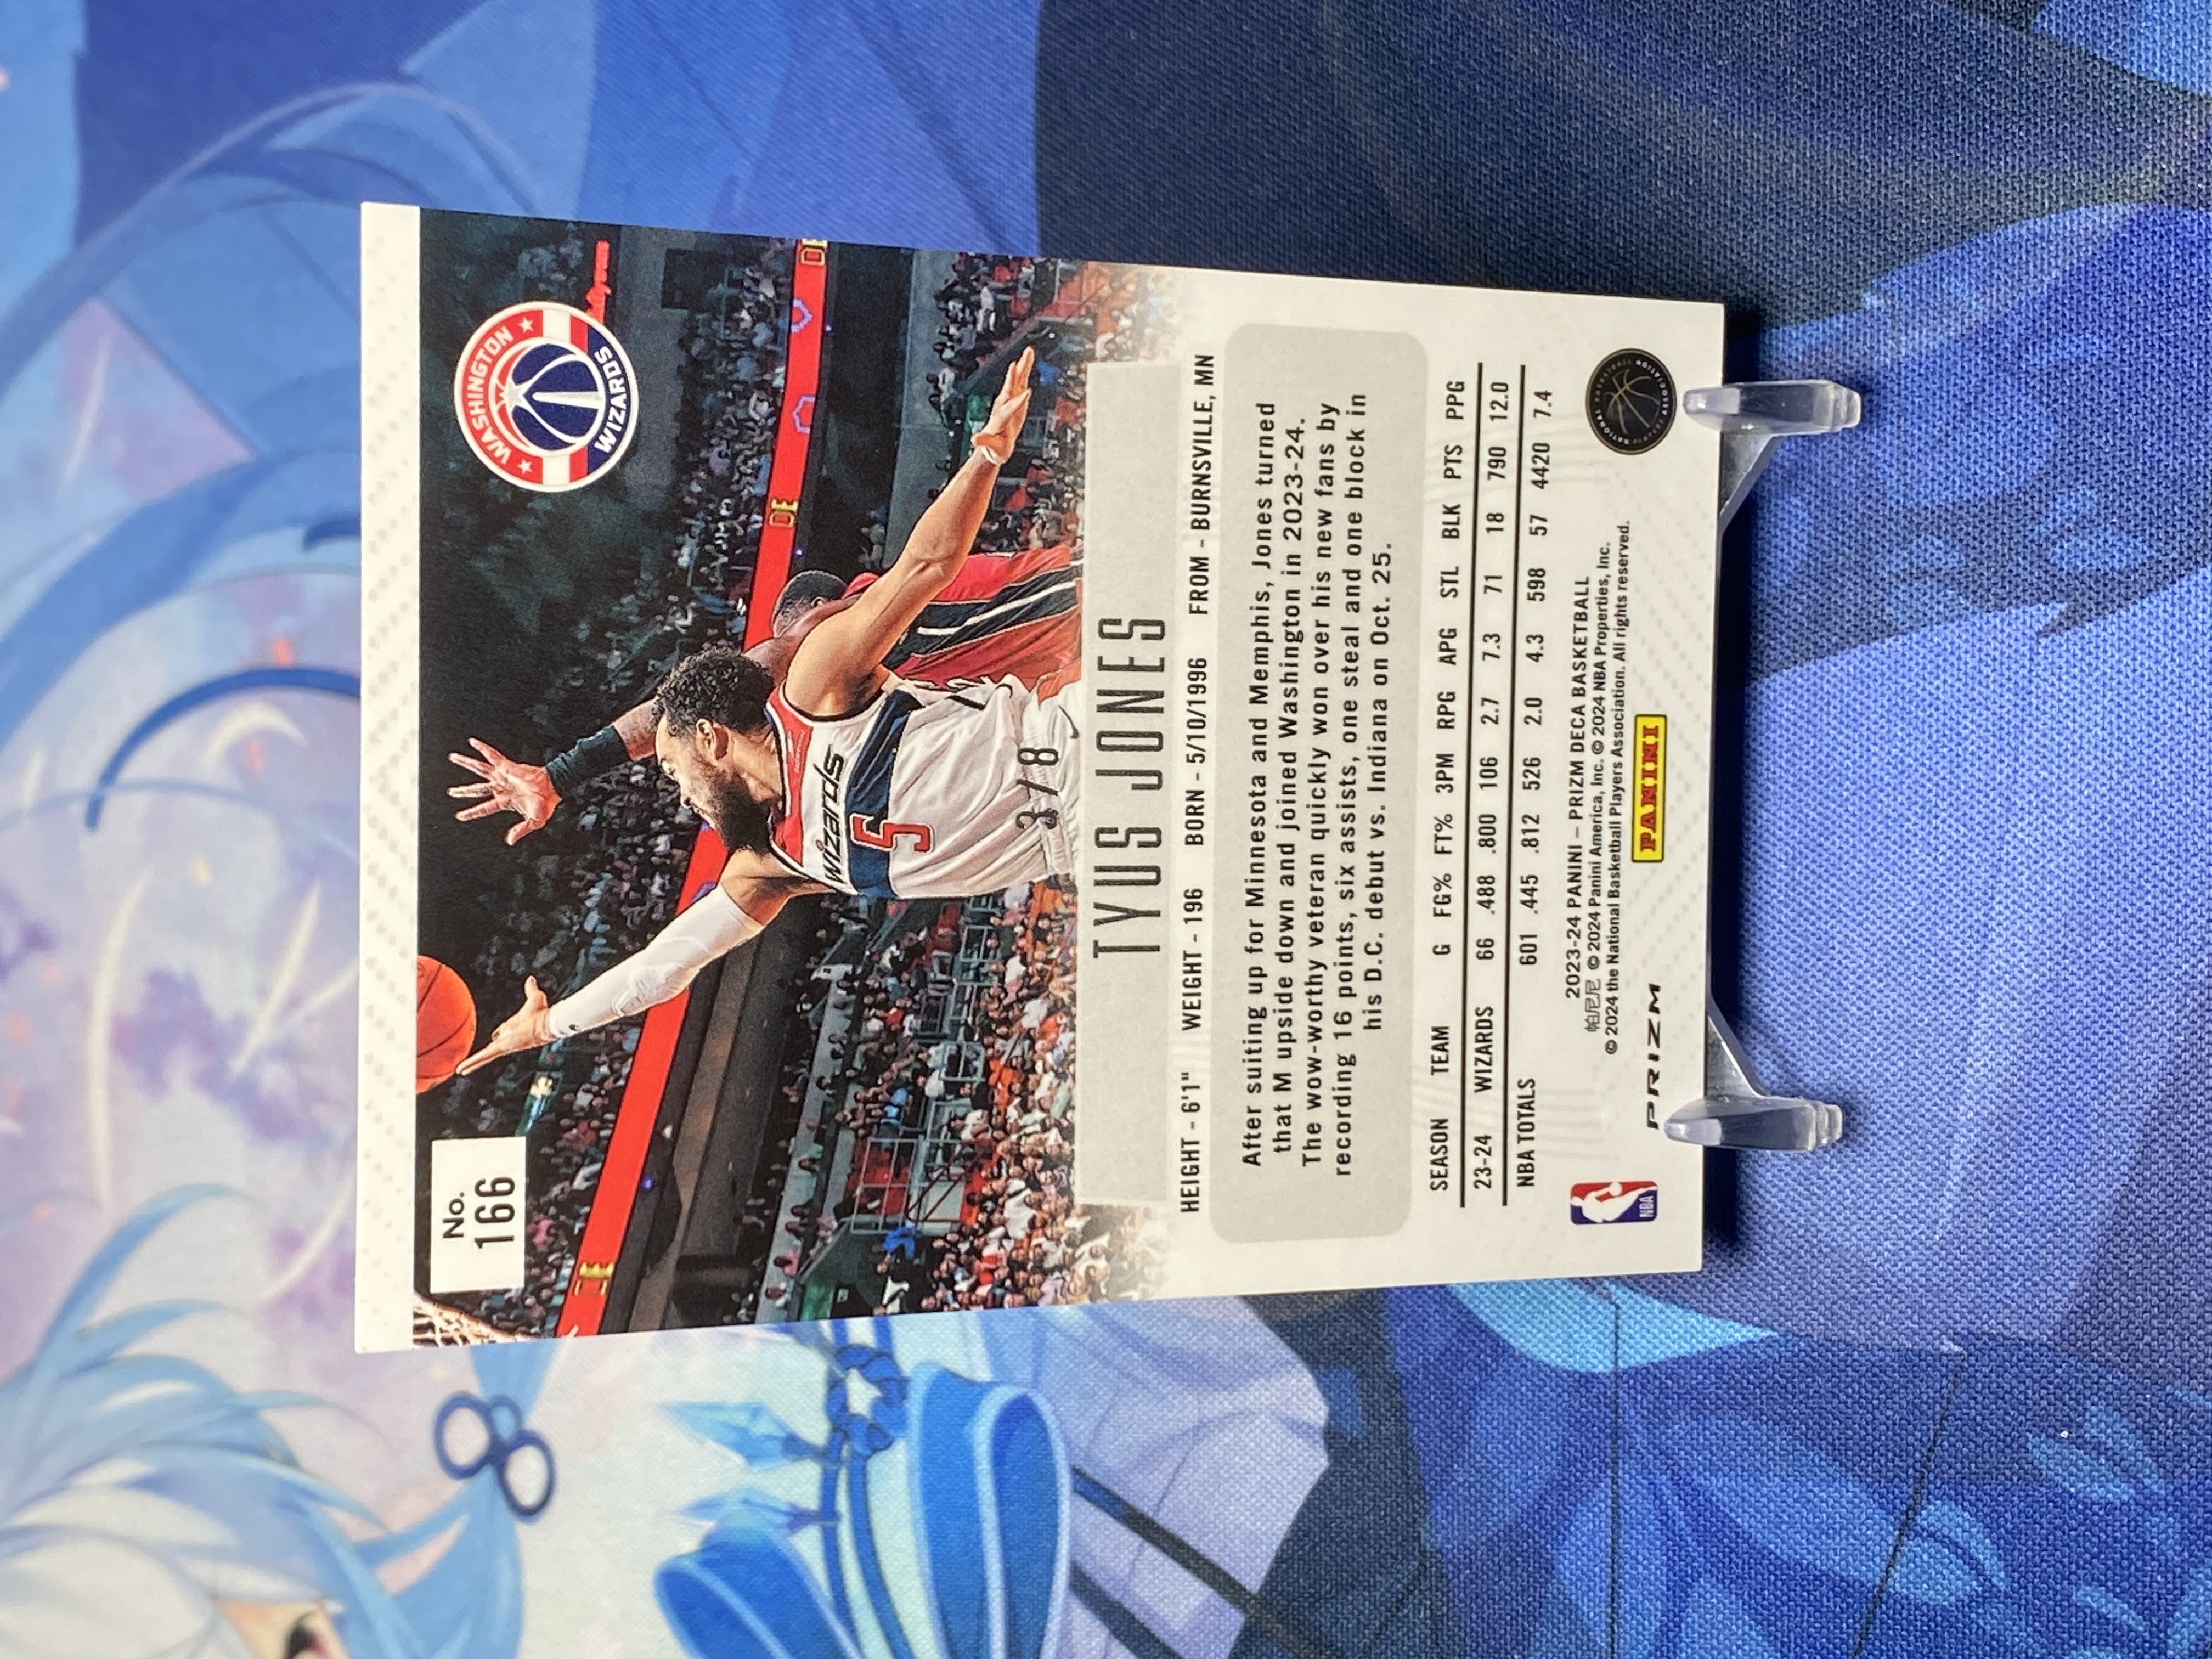 No.
166
WASHINGTON
WIZARDS
DE
wizards
5
3/8
TYUS JONES
HEIGHT - 6'1" WEIGHT - 196 BORN - 5/10/1996 FROM - BURNSVILLE, MN
After suiting up for Minnesota and Memphis, Jones turned
that M upside down and joined Washington in 2023-24.
The wow-worthy veteran quickly won over his new fans by
recording 16 points, six assists, one steal and one block in
his D.C. debut vs. Indiana on Oct. 25.
SEASON TEAM G FG% FT% 3PM RPG APG STL BLK PTS PPG
23-24 WIZARDS 66 .488 .800 106 2.7 7.3 71 18 790 12.0
NBA TOTALS 601 .445 .812 526 2.0 4.3 598 57 4420 7.4
2023-24 PANINI – PRIZM DECA BASKETBALL
帕尼尼 © 2024 Panini America, Inc. © 2024 NBA Properties, Inc.
© 2024 the National Basketball Players Association. All rights reserved.
NBA
PRIZM
PANINI